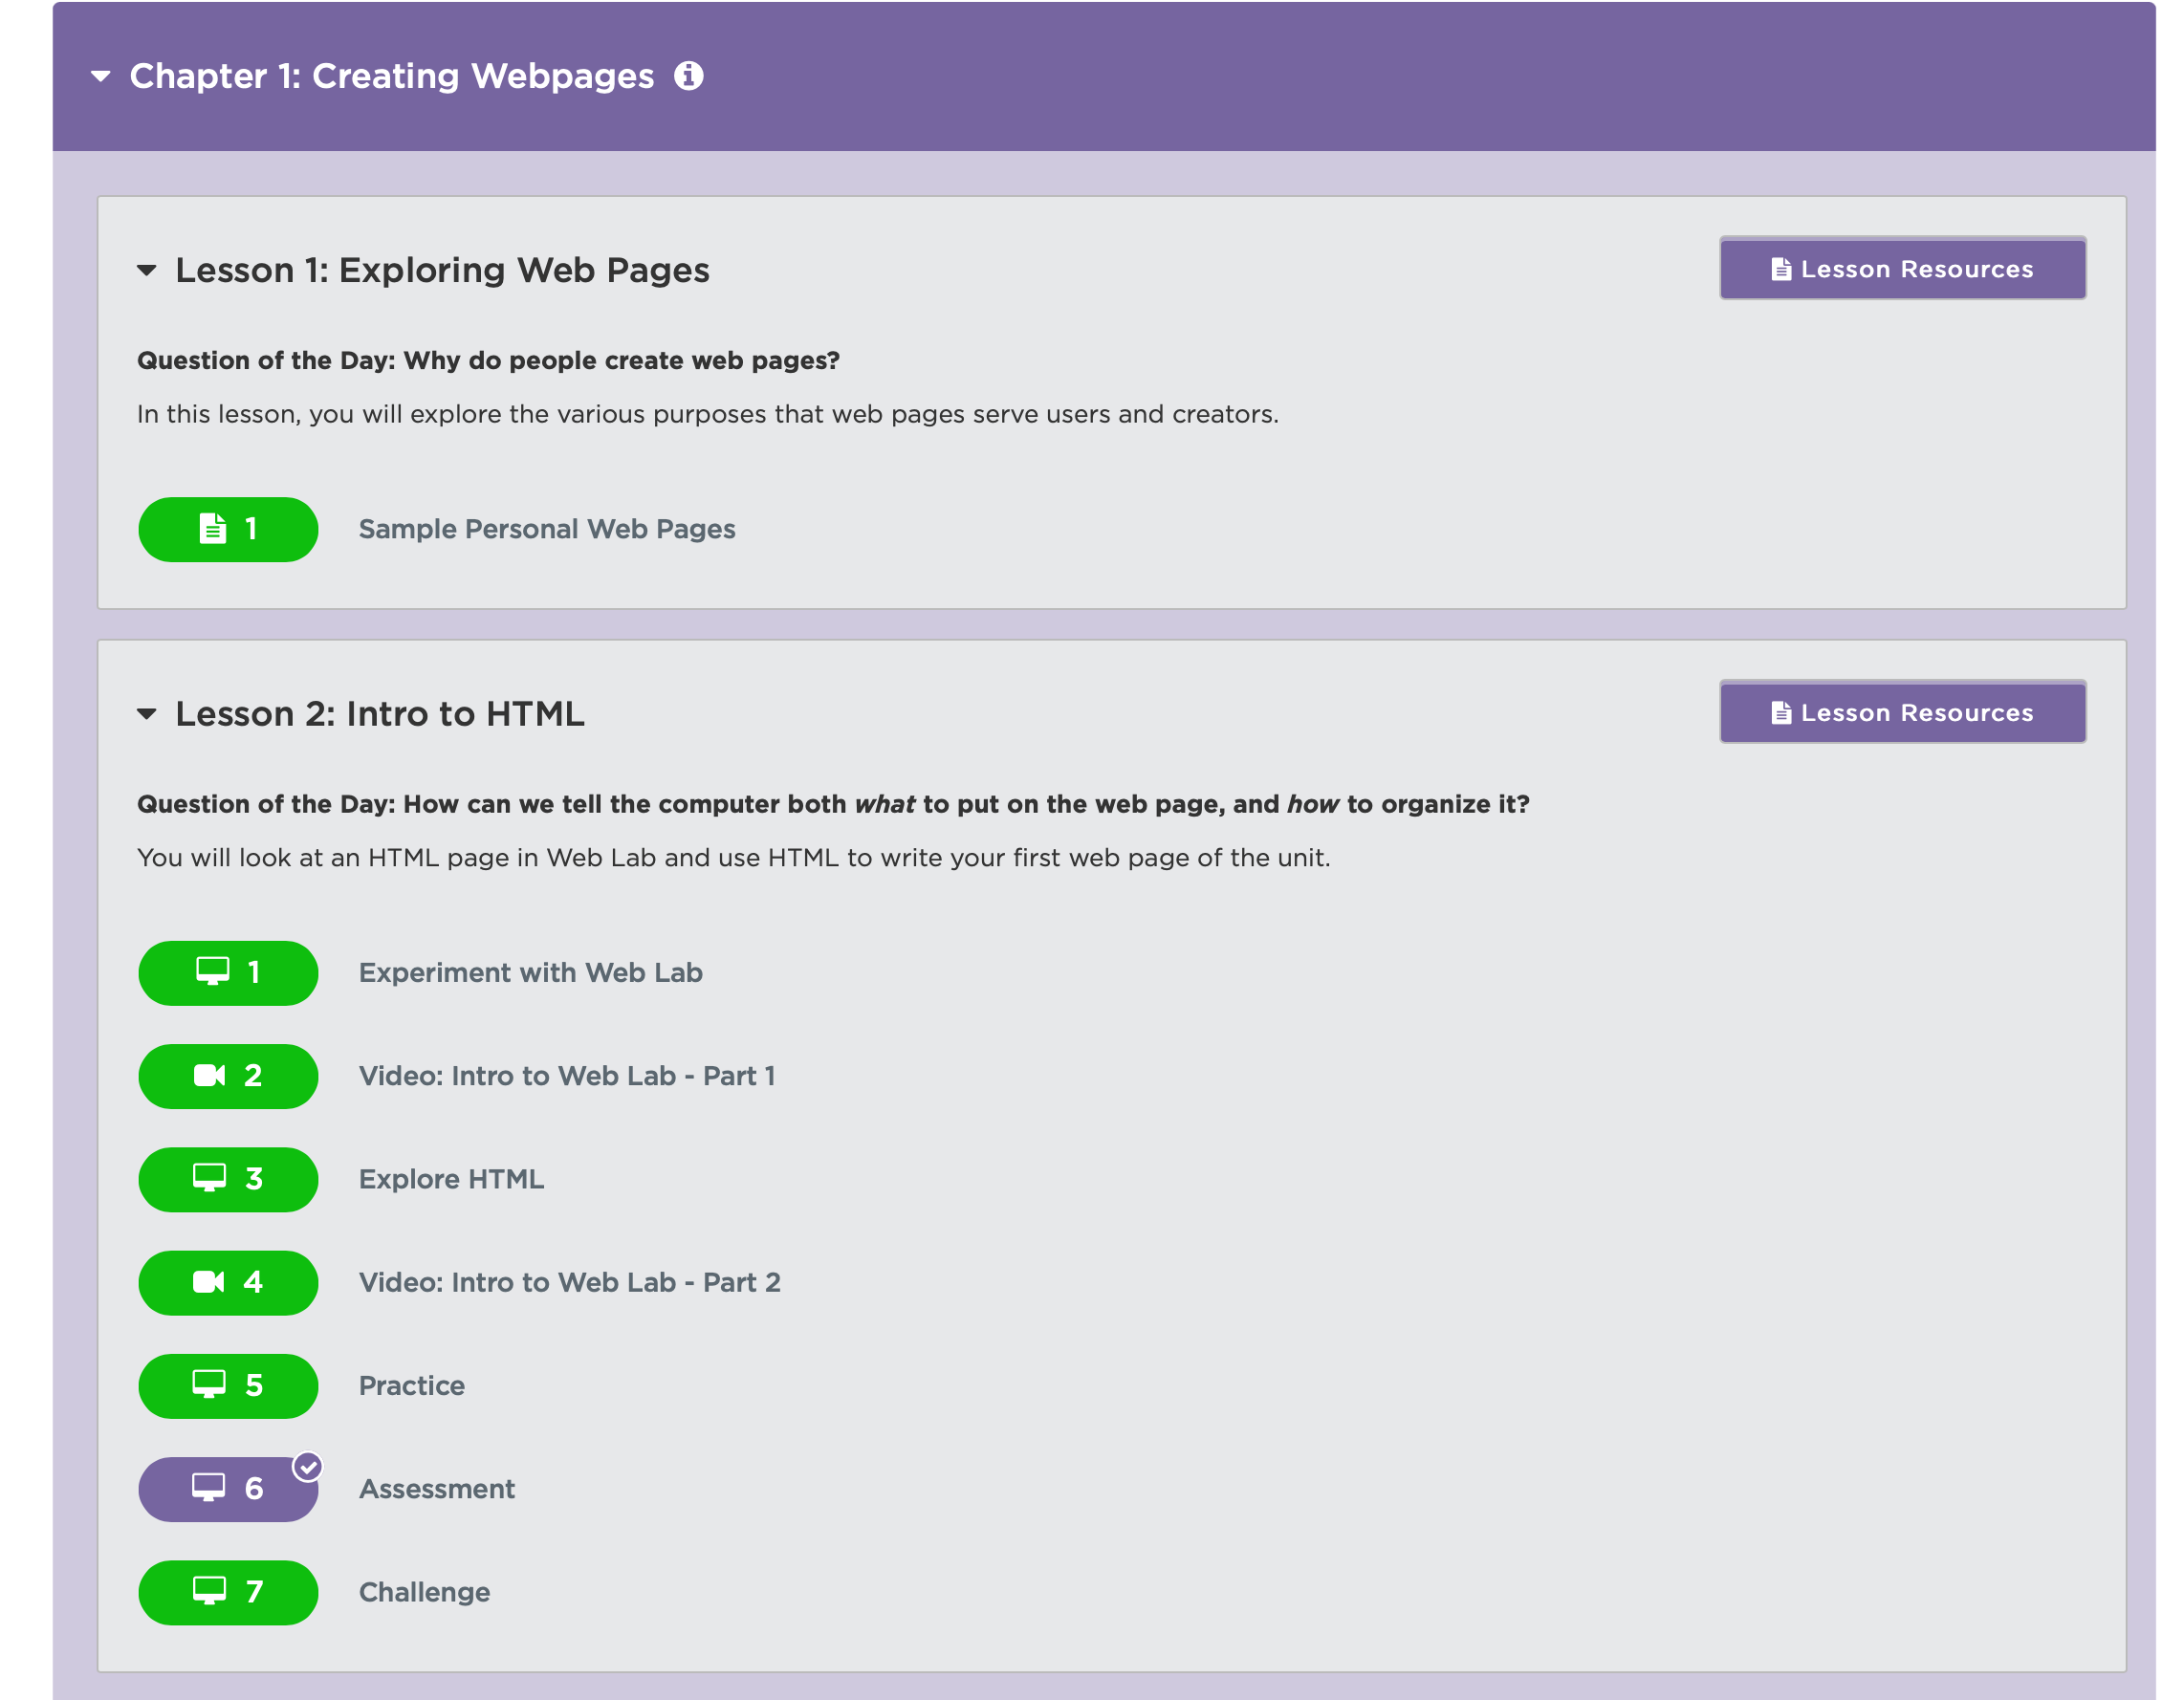 Chapter 1: Creating Webpages
Lesson 1: Exploring Web Pages
Lesson Resources
Question of the Day: Why do people create web pages?
In this lesson, you will explore the various purposes that web pages serve users and creators.
1 Sample Personal Web Pages
Lesson 2: Intro to HTML
Lesson Resources
Question of the Day: How can we tell the computer both what to put on the web page, and how to organize it?
You will look at an HTML page in Web Lab and use HTML to write your first web page of the unit.
1 Experiment with Web Lab
2 Video: Intro to Web Lab - Part 1
3 Explore HTML
4 Video: Intro to Web Lab - Part 2
5 Practice
6 Assessment
7 Challenge